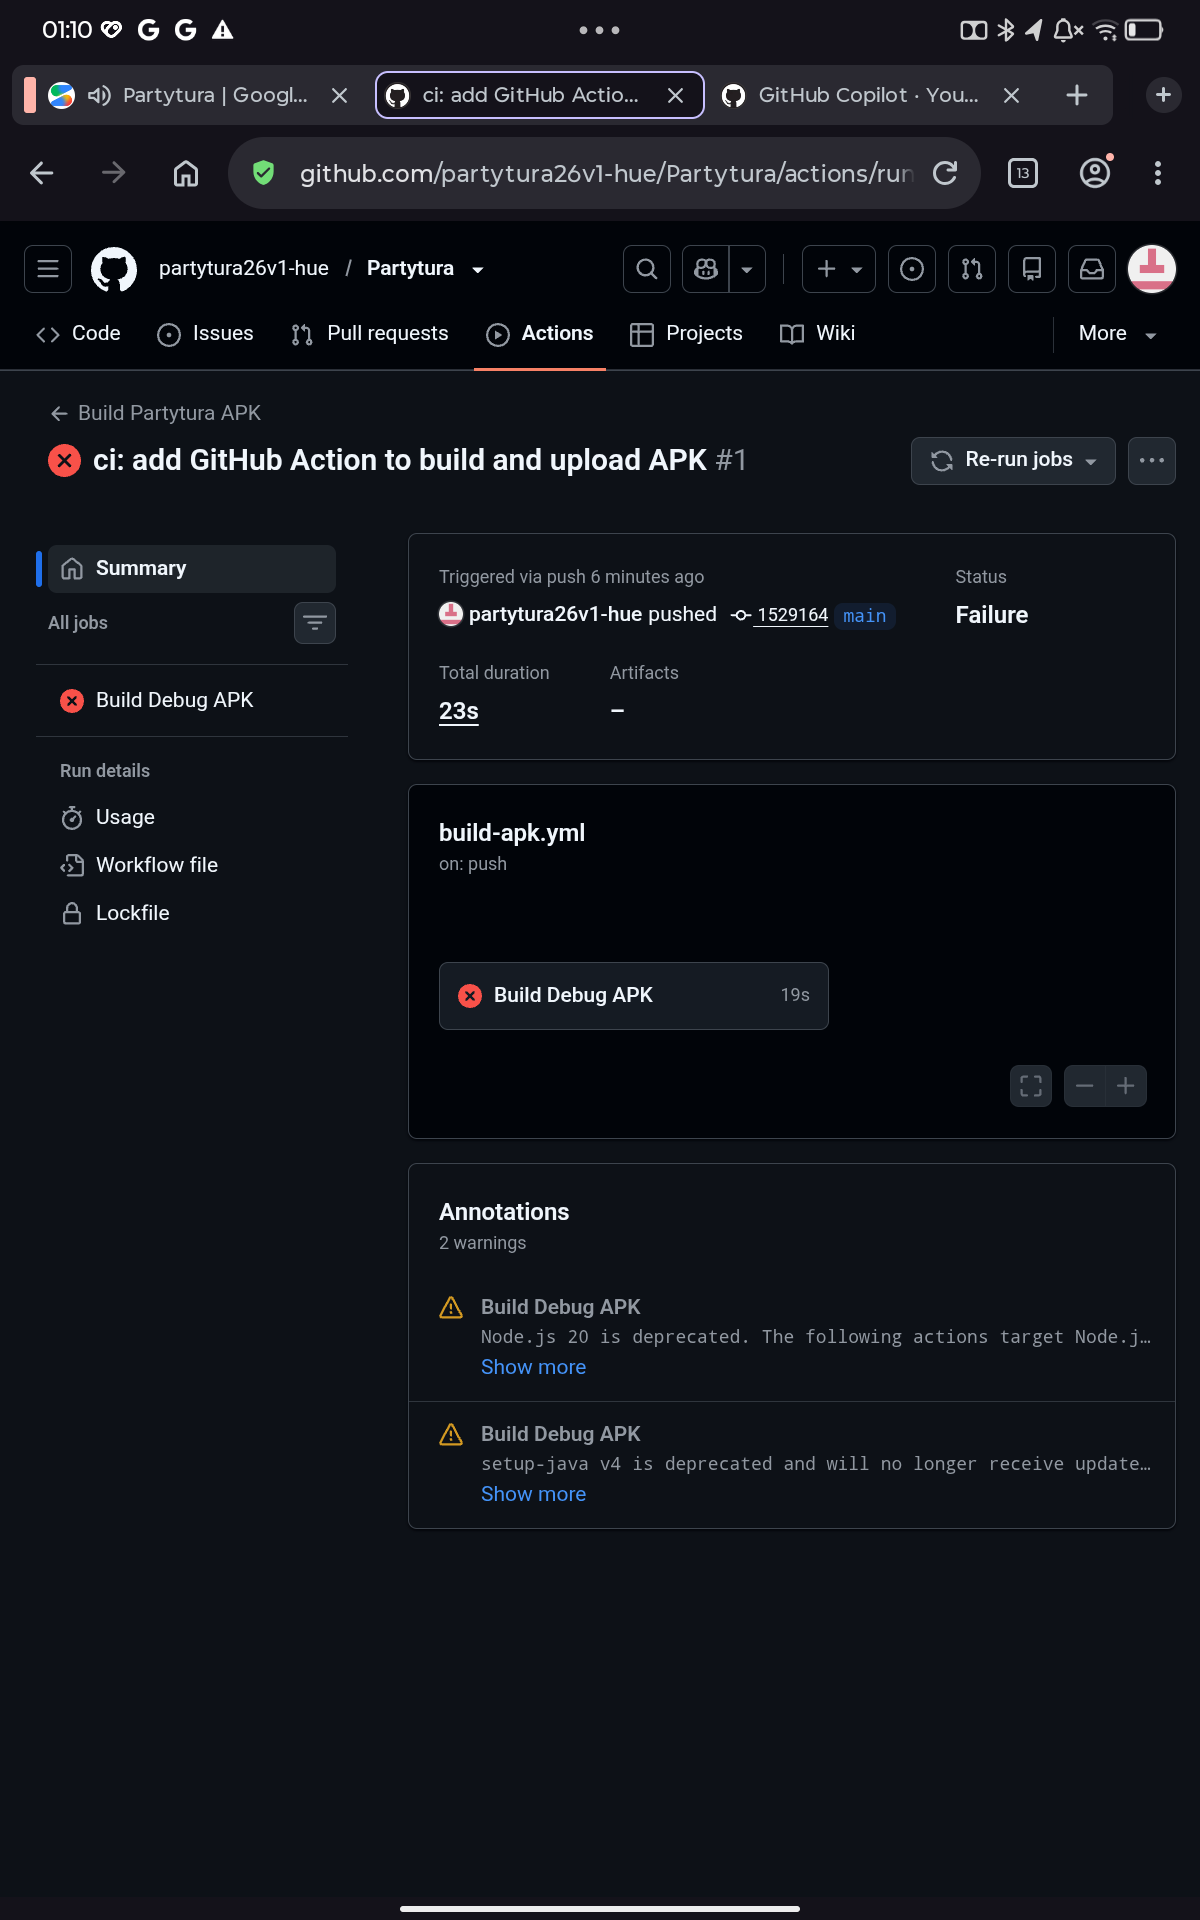 01:10
Partytura | Googl...
ci: add GitHub Actio...
GitHub Copilot · You...
github.com/partytura26v1-hue/Partytura/actions/run
13
partytura26v1-hue / Partytura
Code
Issues
Pull requests
Actions
Projects
Wiki
More
Build Partytura APK
ci: add GitHub Action to build and upload APK #1
Re-run jobs
Summary
All jobs
Build Debug APK
Run details
Usage
Workflow file
Lockfile
Triggered via push 6 minutes ago
partytura26v1-hue pushed 1529164 main
Status
Failure
Total duration
23s
Artifacts
–
build-apk.yml
on: push
Build Debug APK 19s
Annotations
2 warnings
Build Debug APK
Node.js 20 is deprecated. The following actions target Node.j…
Show more
Build Debug APK
setup-java v4 is deprecated and will no longer receive update…
Show more